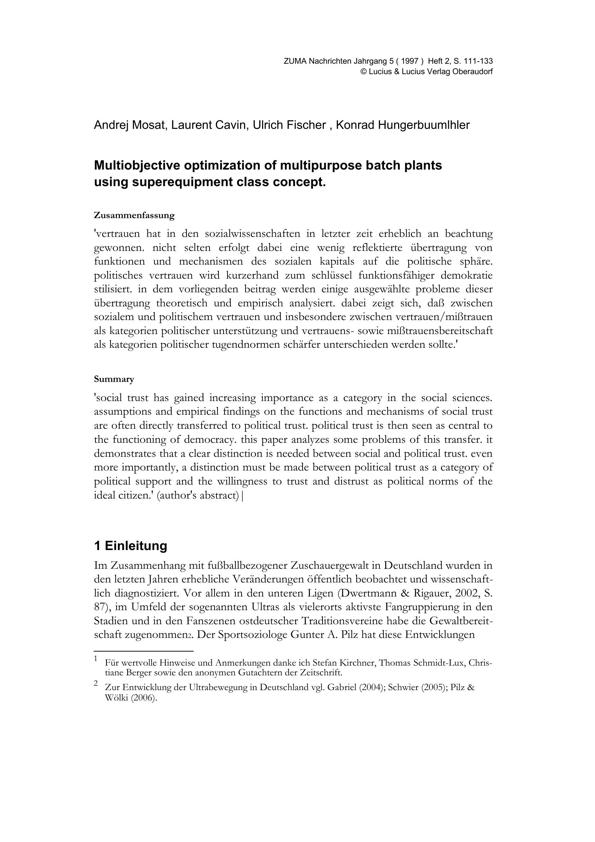 ZUMA Nachrichten Jahrgang 5 ( 1997 ) Heft 2, S. 111-133
© Lucius & Lucius Verlag Oberaudorf
Andrej Mosat, Laurent Cavin, Ulrich Fischer , Konrad Hungerbuumlhler
Multiobjective optimization of multipurpose batch plants
using superequipment class concept.
Zusammenfassung
'vertrauen hat in den sozialwissenschaften in letzter zeit erheblich an beachtung
gewonnen. nicht selten erfolgt dabei eine wenig reflektierte übertragung von
funktionen und mechanismen des sozialen kapitals auf die politische sphäre.
politisches vertrauen wird kurzerhand zum schlüssel funktionsfähiger demokratie
stilisiert. in dem vorliegenden beitrag werden einige ausgewählte probleme dieser
übertragung theoretisch und empirisch analysiert. dabei zeigt sich, daß zwischen
sozialem und politischem vertrauen und insbesondere zwischen vertrauen/mißtrauen
als kategorien politischer unterstützung und vertrauens- sowie mißtrauensbereitschaft
als kategorien politischer tugendnormen schärfer unterschieden werden sollte.'
Summary
'social trust has gained increasing importance as a category in the social sciences.
assumptions and empirical findings on the functions and mechanisms of social trust
are often directly transferred to political trust. political trust is then seen as central to
the functioning of democracy. this paper analyzes some problems of this transfer. it
demonstrates that a clear distinction is needed between social and political trust. even
more importantly, a distinction must be made between political trust as a category of
political support and the willingness to trust and distrust as political norms of the
ideal citizen.' (author's abstract)|
1 Einleitung
Im Zusammenhang mit fußballbezogener Zuschauergewalt in Deutschland wurden in
den letzten Jahren erhebliche Veränderungen öffentlich beobachtet und wissenschaft-
lich diagnostiziert. Vor allem in den unteren Ligen (Dwertmann & Rigauer, 2002, S.
87), im Umfeld der sogenannten Ultras als vielerorts aktivste Fangruppierung in den
Stadien und in den Fanszenen ostdeutscher Traditionsvereine habe die Gewaltbereit-
schaft zugenommen2. Der Sportsoziologe Gunter A. Pilz hat diese Entwicklungen
1 Für wertvolle Hinweise und Anmerkungen danke ich Stefan Kirchner, Thomas Schmidt-Lux, Chris-
tiane Berger sowie den anonymen Gutachtern der Zeitschrift.
2 Zur Entwicklung der Ultrabewegung in Deutschland vgl. Gabriel (2004); Schwier (2005); Pilz &
Wölki (2006).